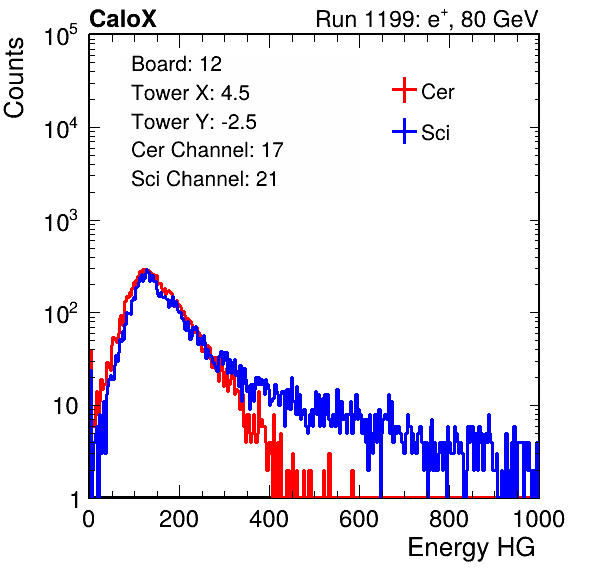 CaloX Run 1199: e⁺, 80 GeV
Counts
Board: 12
Tower X: 4.5
Tower Y: -2.5
Cer Channel: 17
Sci Channel: 21
Cer
Sci
10⁵
10⁴
10³
10²
10
1
0 200 400 600 800 1000
Energy HG